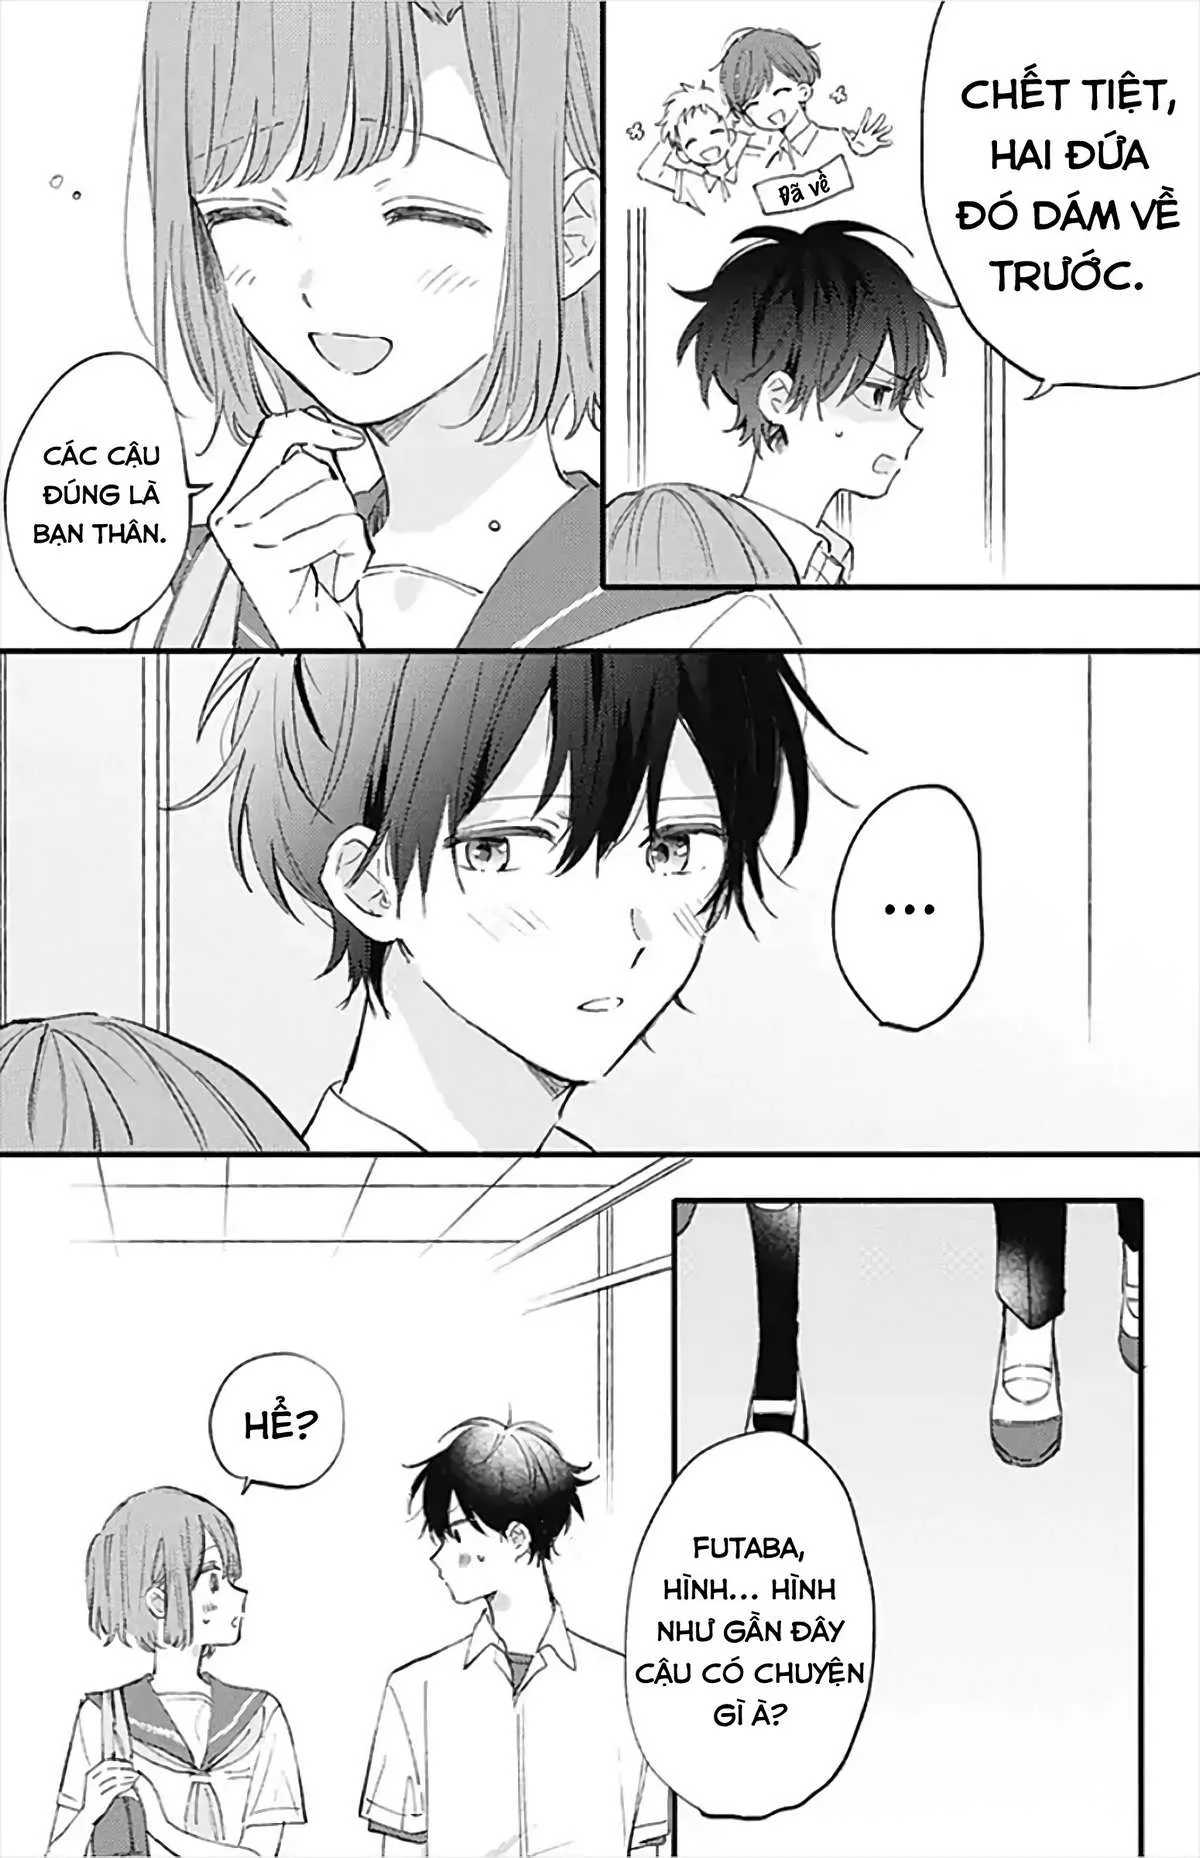 CHẾT TIỆT,
HAI ĐỨA
ĐÓ DÁM VỀ
TRƯỚC.
Đã về
CÁC CẬU
ĐÚNG LÀ
BẠN THÂN.
...
FUTABA,
HÌNH... HÌNH
NHƯ GẦN ĐÂY
CẬU CÓ CHUYỆN
GÌ À?
HỂ?